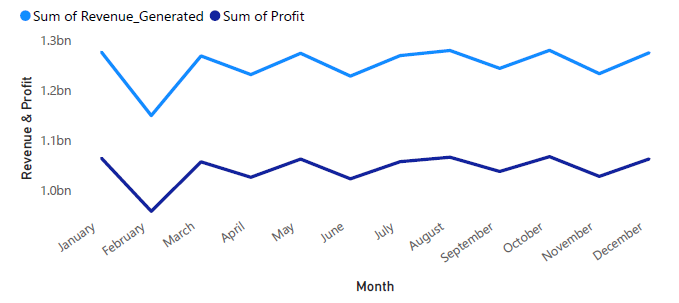 Sum of Revenue_Generated Sum of Profit
1.3bn
1.2bn
1.1bn
1.0bn
Revenue & Profit
January February March April May June July August September October November December
Month